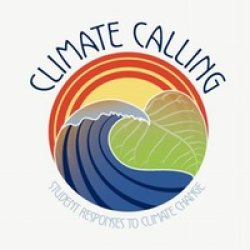 CLIMATE CALLING
STUDENT RESPONSES TO CLIMATE CHANGE